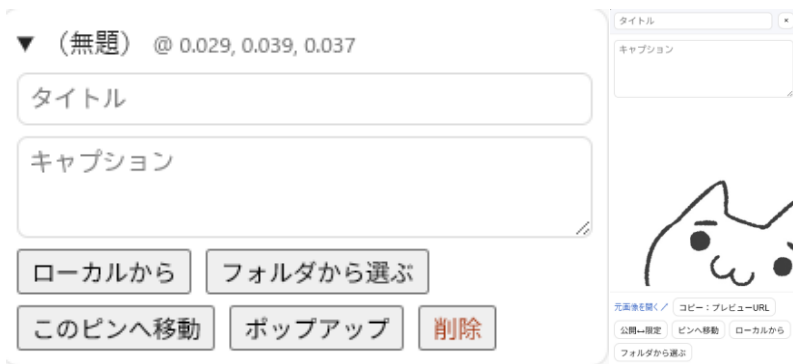 ▼ （無題） @ 0.029, 0.039, 0.037
タイトル
キャプション
ローカルから フォルダから選ぶ
このピンへ移動 ポップアップ 削除
タイトル ×
キャプション
元画像を開く／ コピー：プレビューURL
公開↔限定 ピンへ移動 ローカルから
フォルダから選ぶ